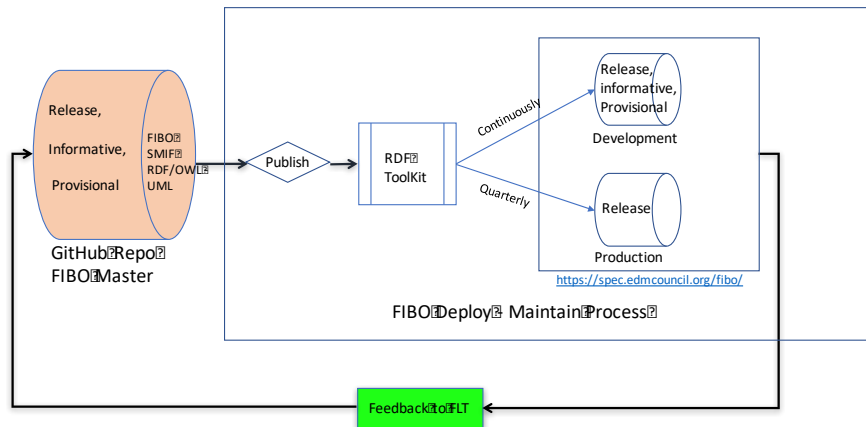 Release,
Informative,
Provisional
FIBO
SMIF
RDF/OWL
UML
GitHub Repo
FIBO Master
Publish
RDF
ToolKit
Continuously
Quarterly
Release,
informative,
Provisional
Development
Release
Production
https://spec.edmcouncil.org/fibo/
FIBO Deploy - Maintain Process
Feedback to FLT